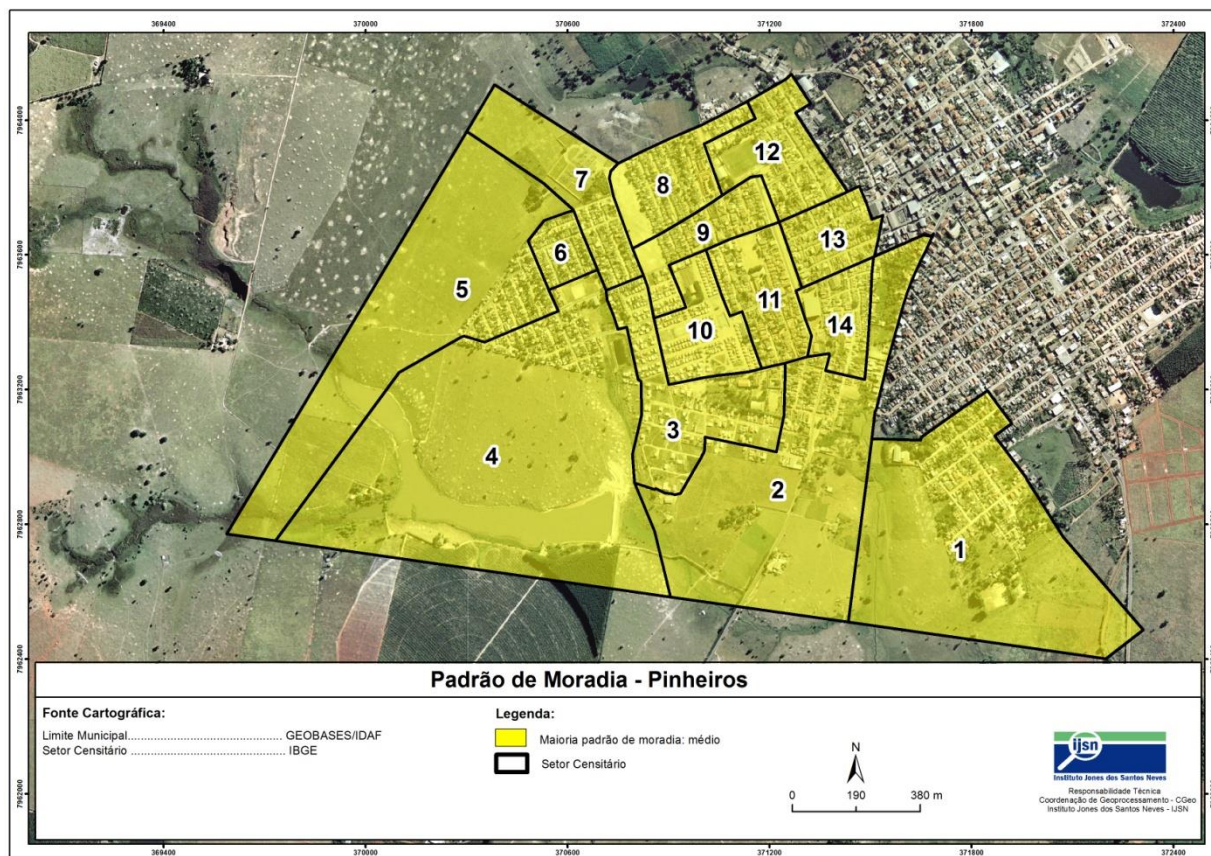 369400 370000 370600 371200 371800 372400
7964000
7963600
7963200
7962800
7962400
7962000
7
8
12
6
9
13
5
10
11
14
3
4
2
1
Padrão de Moradia - Pinheiros
Fonte Cartográfica:
Limite Municipal............................................ GEOBASES/IDAF
Setor Censitário ............................................ IBGE
Legenda:
Maioria padrão de moradia: médio
Setor Censitário
N
0 190 380 m
ijsn
Instituto Jones dos Santos Neves
Responsabilidade Técnica
Coordenação de Geoprocessamento - CGeo
Instituto Jones dos Santos Neves - IJSN
369400 370000 370600 371200 371800 372400